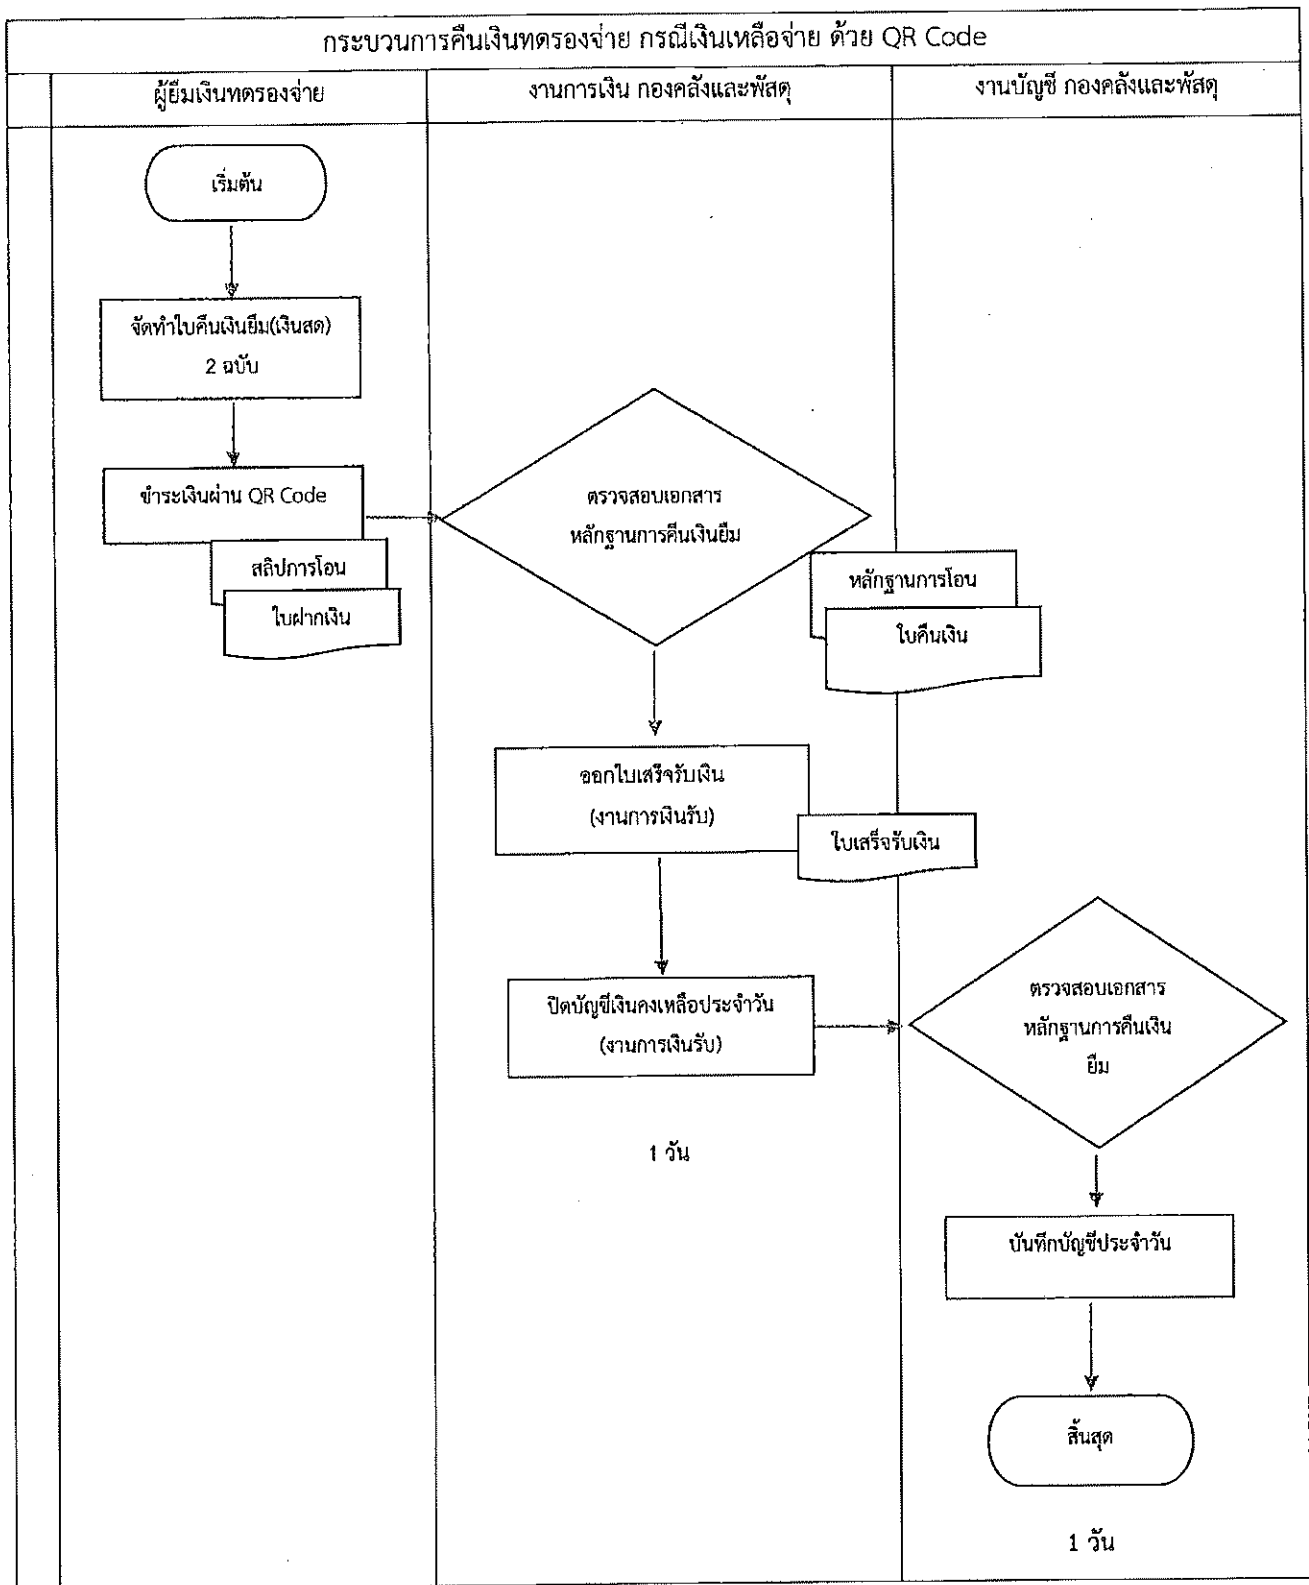 กระบวนการคืนเงินทดรองจ่าย กรณีเงินเหลือจ่าย ด้วย QR Code
ผู้ยืมเงินทดรองจ่าย
งานการเงิน กองคลังและพัสดุ
งานบัญชี กองคลังและพัสดุ
เริ่มต้น
จัดทำใบคืนเงินยืม(เงินสด)
2 ฉบับ
ชำระเงินผ่าน QR Code
สลิปการโอน
ใบฝากเงิน
ตรวจสอบเอกสาร
หลักฐานการคืนเงินยืม
หลักฐานการโอน
ใบคืนเงิน
ออกใบเสร็จรับเงิน
(งานการเงินรับ)
ใบเสร็จรับเงิน
ปิดบัญชีเงินคงเหลือประจำวัน
(งานการเงินรับ)
1 วัน
ตรวจสอบเอกสาร
หลักฐานการคืนเงิน
ยืม
บันทึกบัญชีประจำวัน
สิ้นสุด
1 วัน